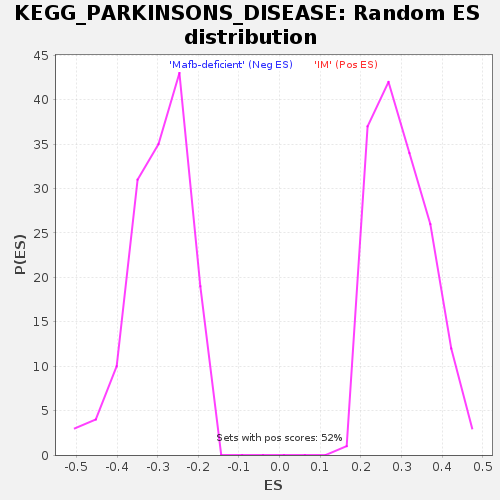 KEGG_PARKINSONS_DISEASE: Random ES
distribution
'Mafb-deficient' (Neg ES) 'IM' (Pos ES)
45
40
35
30
25
20
15
10
5
0
P(ES)
Sets with pos scores: 52%
-0.5 -0.4 -0.3 -0.2 -0.1 0.0 0.1 0.2 0.3 0.4 0.5
ES